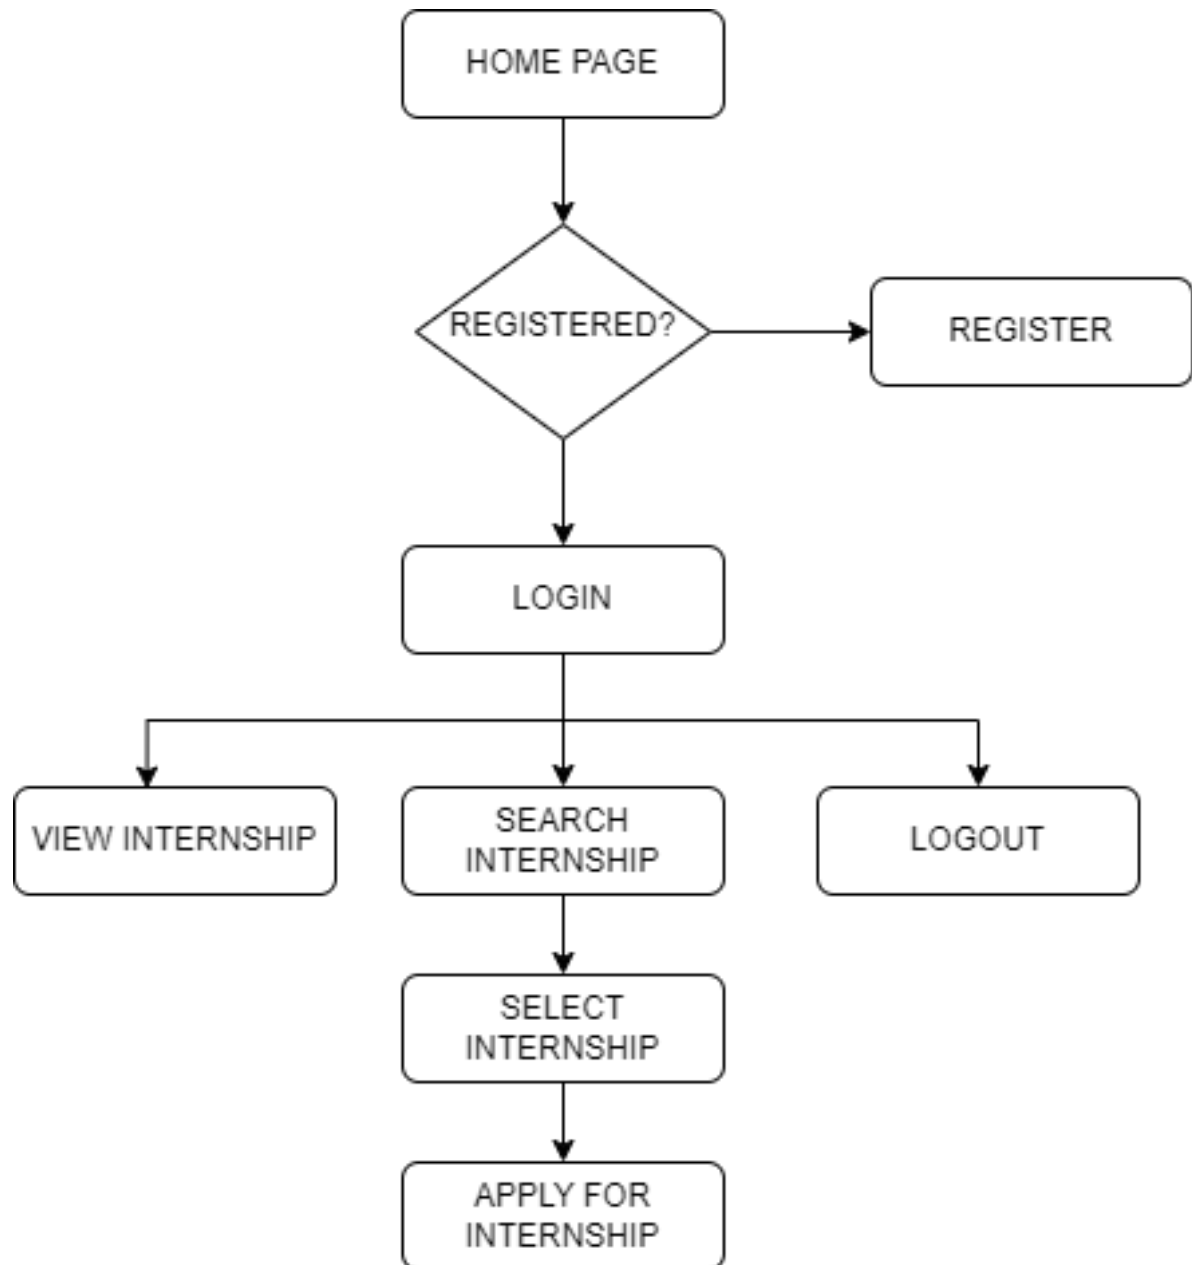 HOME PAGE
REGISTERED?
REGISTER
LOGIN
VIEW INTERNSHIP
SEARCH
INTERNSHIP
LOGOUT
SELECT
INTERNSHIP
APPLY FOR
INTERNSHIP